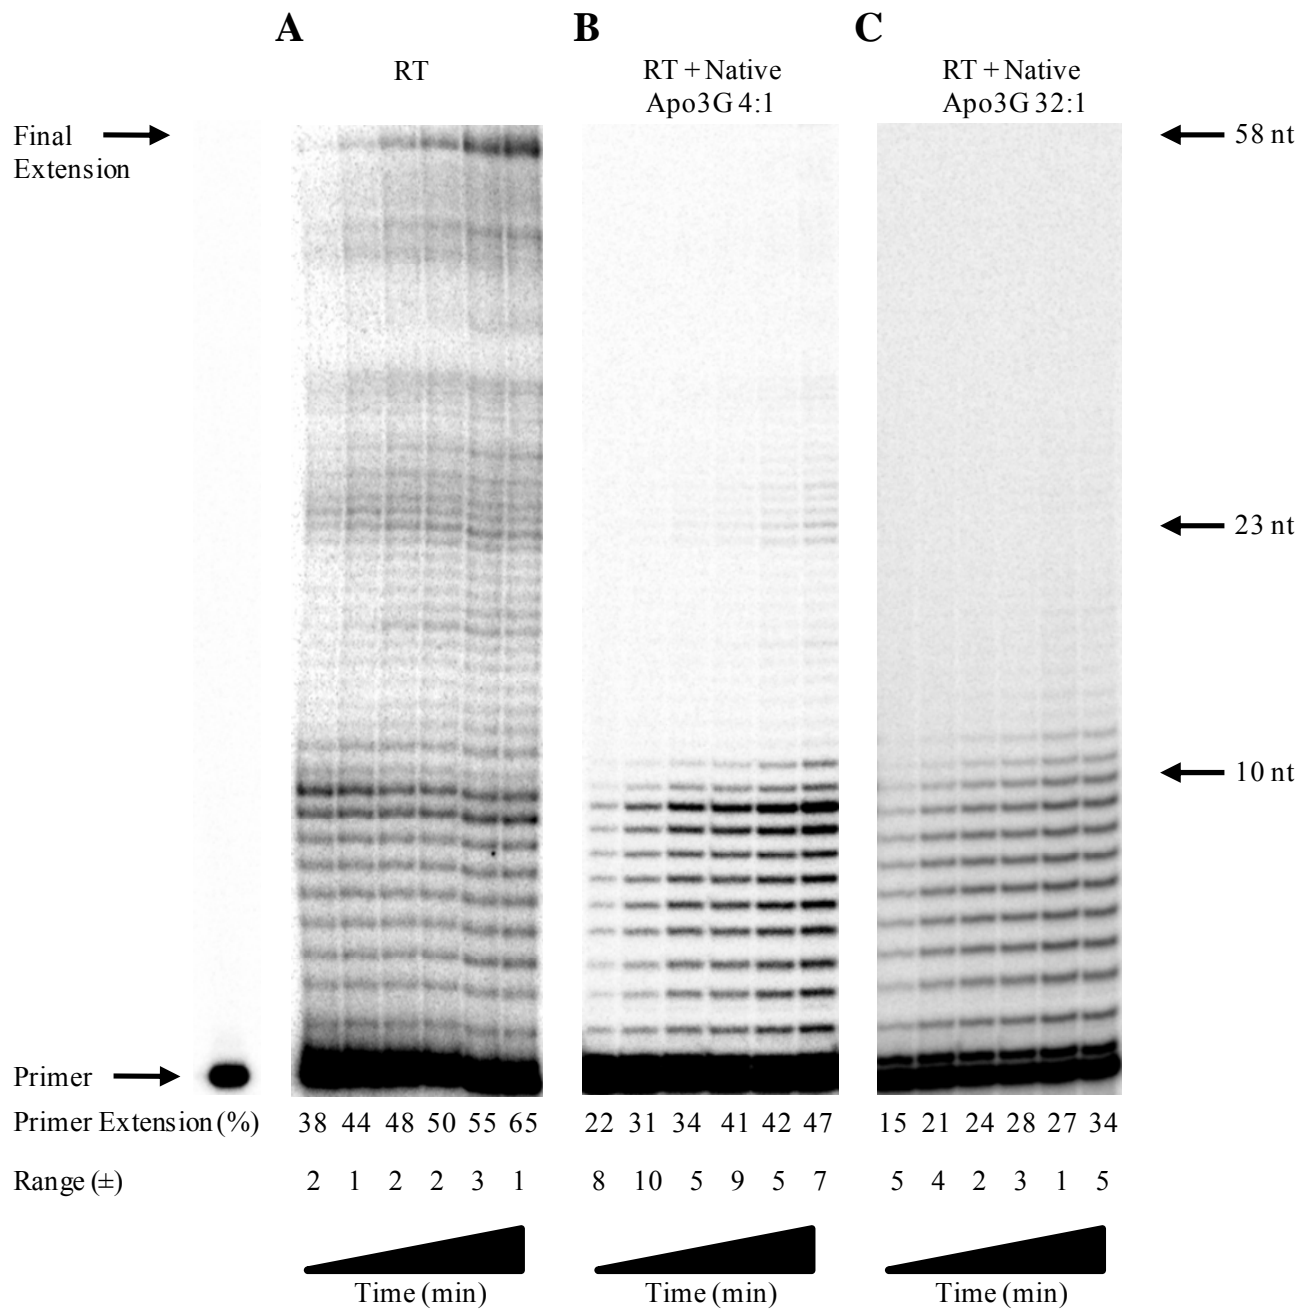 A B C
RT
RT + Native
Apo3G 4:1
RT + Native
Apo3G 32:1
Final
Extension
58 nt
23 nt
10 nt
Primer
Primer Extension (%) 38 44 48 50 55 65 22 31 34 41 42 47 15 21 24 28 27 34
Range (±) 2 1 2 2 3 1 8 10 5 9 5 7 5 4 2 3 1 5
Time (min) Time (min) Time (min)